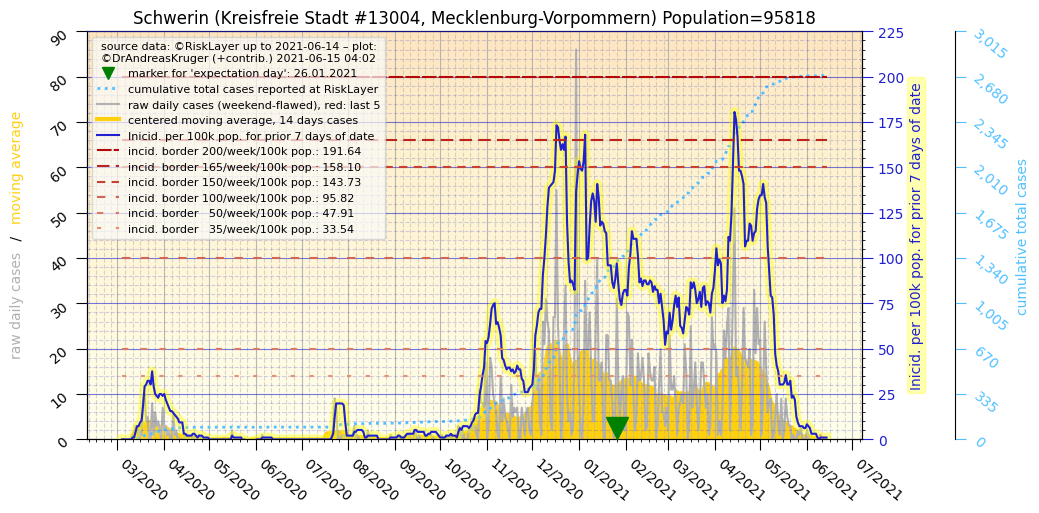 Schwerin (Kreisfreie Stadt #13004, Mecklenburg-Vorpommern) Population=95818
source data: ©RiskLayer up to 2021-06-14 – plot:
©DrAndreasKruger (+contrib.) 2021-06-15 04:02
marker for 'expectation day': 26.01.2021
cumulative total cases reported at RiskLayer
raw daily cases (weekend-flawed), red: last 5
centered moving average, 14 days cases
Inicid. per 100k pop. for prior 7 days of date
incid. border 200/week/100k pop.: 191.64
incid. border 165/week/100k pop.: 158.10
incid. border 150/week/100k pop.: 143.73
incid. border 100/week/100k pop.: 95.82
incid. border 50/week/100k pop.: 47.91
incid. border 35/week/100k pop.: 33.54
raw daily cases / moving average
90
80
70
60
50
40
30
20
10
0
225
200
175
150
125
100
75
50
25
0
Inicid. per 100k pop. for prior 7 days of date
3,015
2,680
2,345
2,010
1,675
1,340
1,005
670
335
0
cumulative total cases
03/2020
04/2020
05/2020
06/2020
07/2020
08/2020
09/2020
10/2020
11/2020
12/2020
01/2021
02/2021
03/2021
04/2021
05/2021
06/2021
07/2021